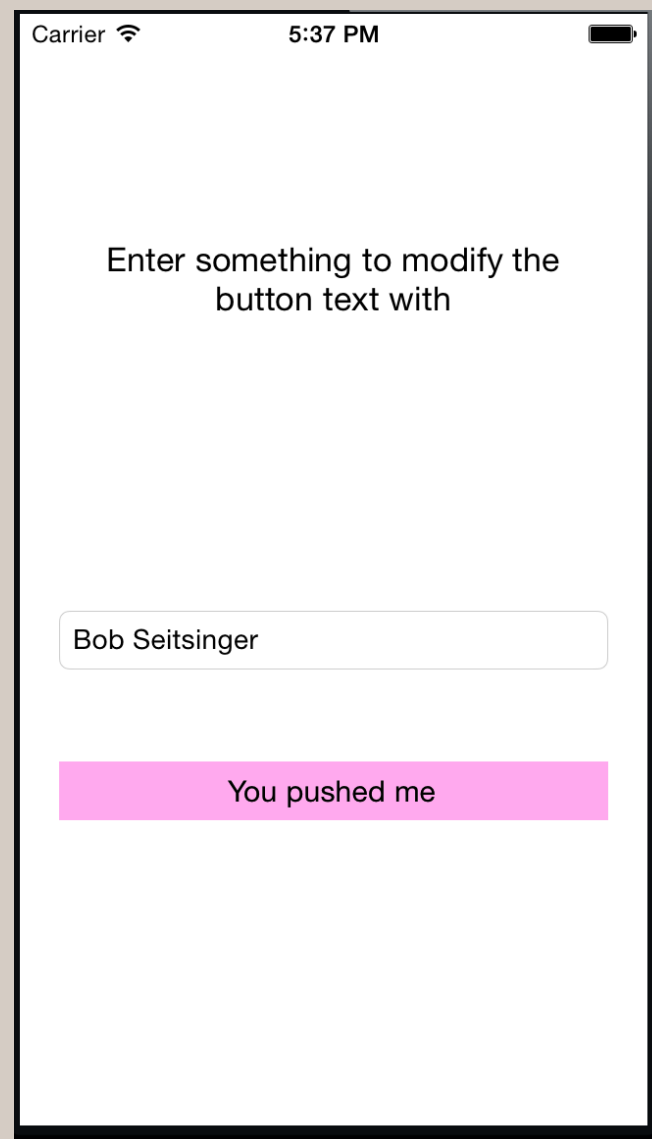 Carrier 5:37 PM
Enter something to modify the
button text with
Bob Seitsinger
You pushed me